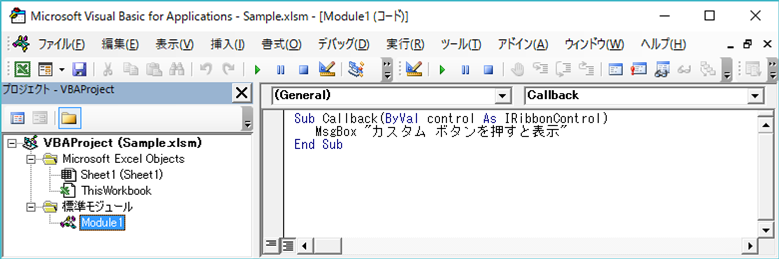 Microsoft Visual Basic for Applications - Sample.xlsm - [Module1 (コード)]
ファイル(F) 編集(E) 表示(V) 挿入(I) 書式(O) デバッグ(D) 実行(R) ツール(T) アドイン(A) ウィンドウ(W) ヘルプ(H)
プロジェクト - VBAProject
VBAProject (Sample.xlsm)
Microsoft Excel Objects
Sheet1 (Sheet1)
ThisWorkbook
標準モジュール
Module1
(General) Callback
Sub Callback(ByVal control As IRibbonControl)
MsgBox "カスタム ボタンを押すと表示"
End Sub